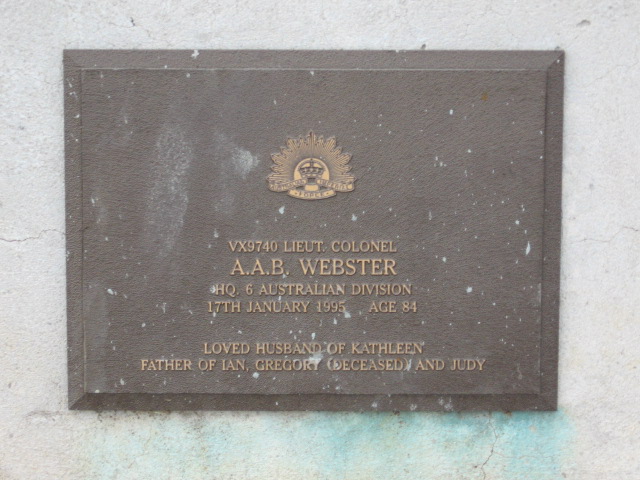 VX9740 LIEUT. COLONEL
A.A.B. WEBSTER
HQ. 6 AUSTRALIAN DIVISION
17TH JANUARY 1995 AGE 84
LOVED HUSBAND OF KATHLEEN
FATHER OF IAN, GREGORY (DECEASED) AND JUDY